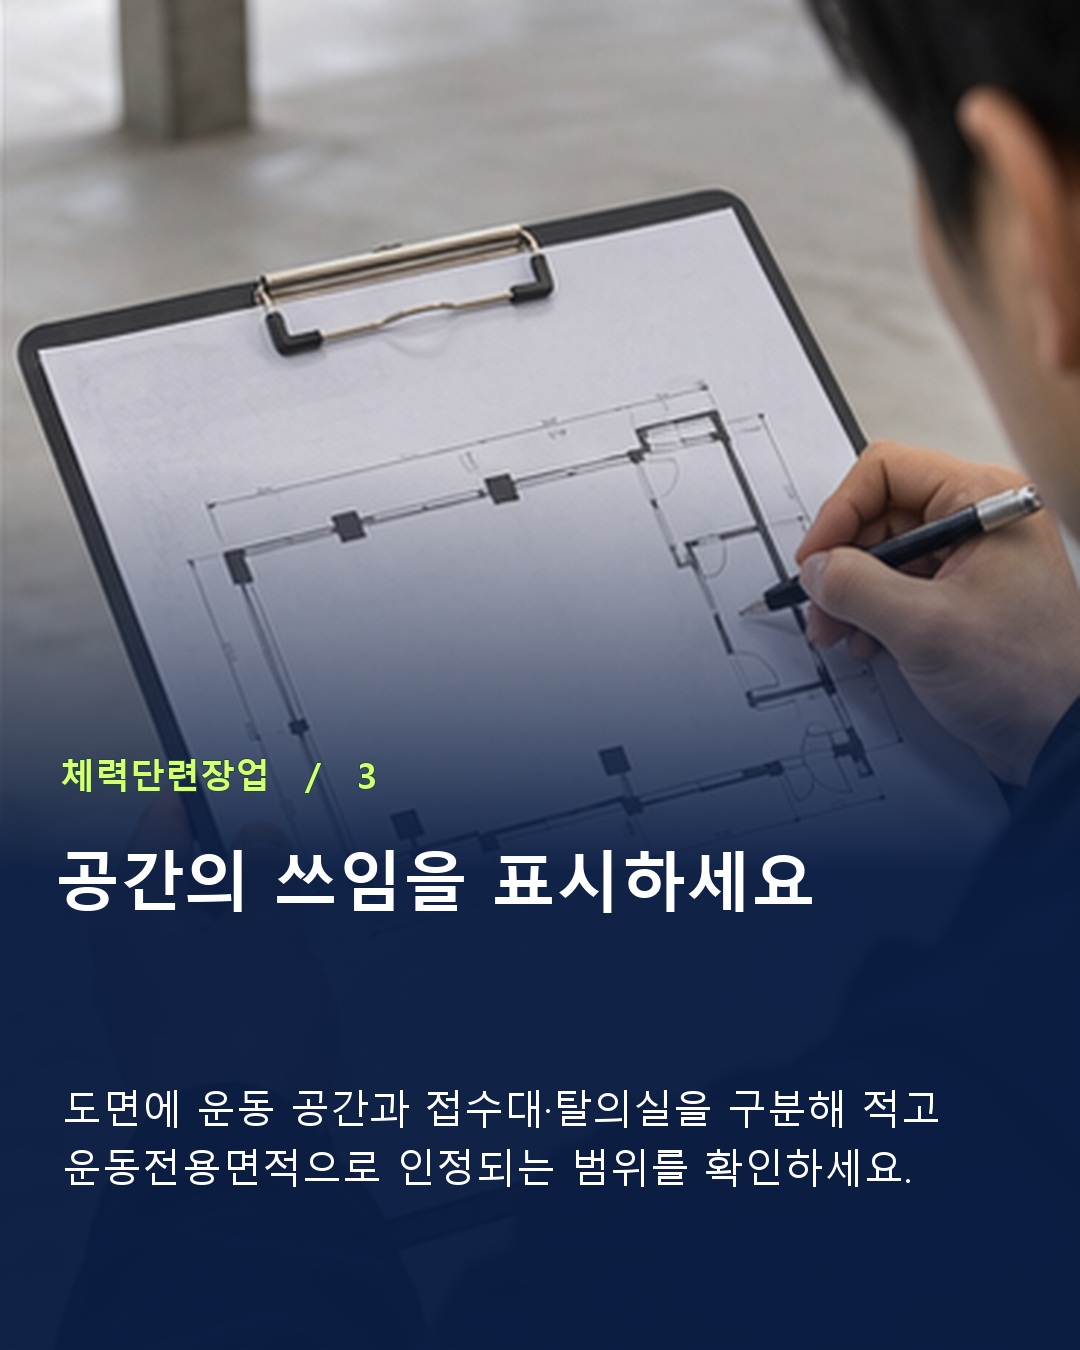 체력단련장업 / 3
공간의 쓰임을 표시하세요
도면에 운동 공간과 접수대·탈의실을 구분해 적고
운동전용면적으로 인정되는 범위를 확인하세요.